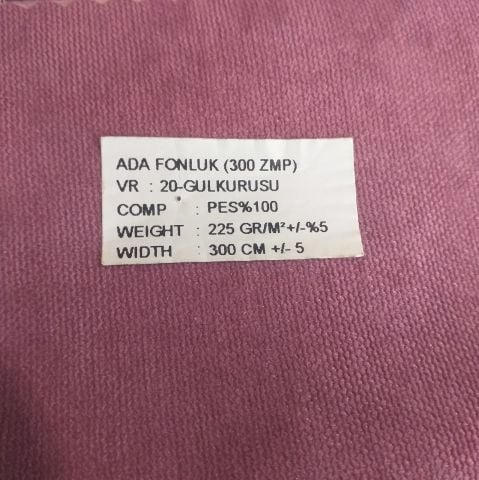 ADA FONLUK (300 ZMP)
VR : 20-GULKURUSU
COMP : PES%100
WEIGHT : 225 GR/M²+/-%5
WIDTH : 300 CM +/- 5